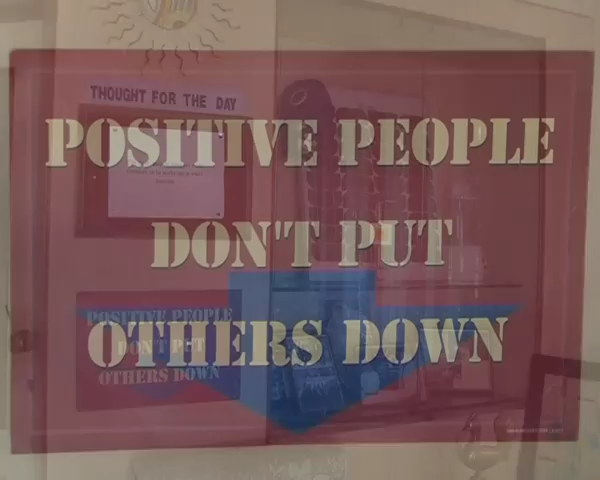 THOUGHT FOR THE DAY
POSITIVE PEOPLE
DON'T PUT
OTHERS DOWN
POSITIVE PEOPLE
DON'T PUT
OTHERS DOWN